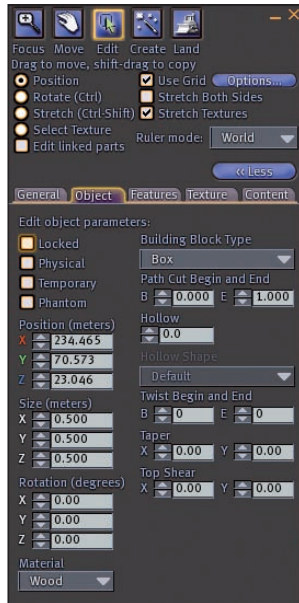 Focus Move Edit Create Land
Drag to move, shift-drag to copy
Position Use Grid Options...
Rotate (Ctrl) Stretch Both Sides
Stretch (Ctrl-Shift) Stretch Textures
Select Texture
Edit linked parts Ruler mode: World
<< Less
General Object Features Texture Content
Edit object parameters:
Locked
Physical
Temporary
Phantom
Position (meters)
X 234.465
Y 70.573
Z 23.046
Size (meters)
X 0.500
Y 0.500
Z 0.500
Rotation (degrees)
X 0.00
Y 0.00
Z 0.00
Material
Wood
Building Block Type
Box
Path Cut Begin and End
B 0.000 E 1.000
Hollow
0.0
Hollow Shape
Default
Twist Begin and End
B 0 E 0
Taper
X 0.00 Y 0.00
Top Shear
X 0.00 Y 0.00